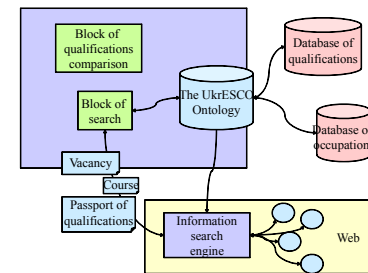 Block of
qualifications
comparison
Database of
qualifications
The UkrESCO
Ontology
Block of
search
Database of
occupation
Vacancy
Course
Passport of
qualifications
Information
search
engine
Web